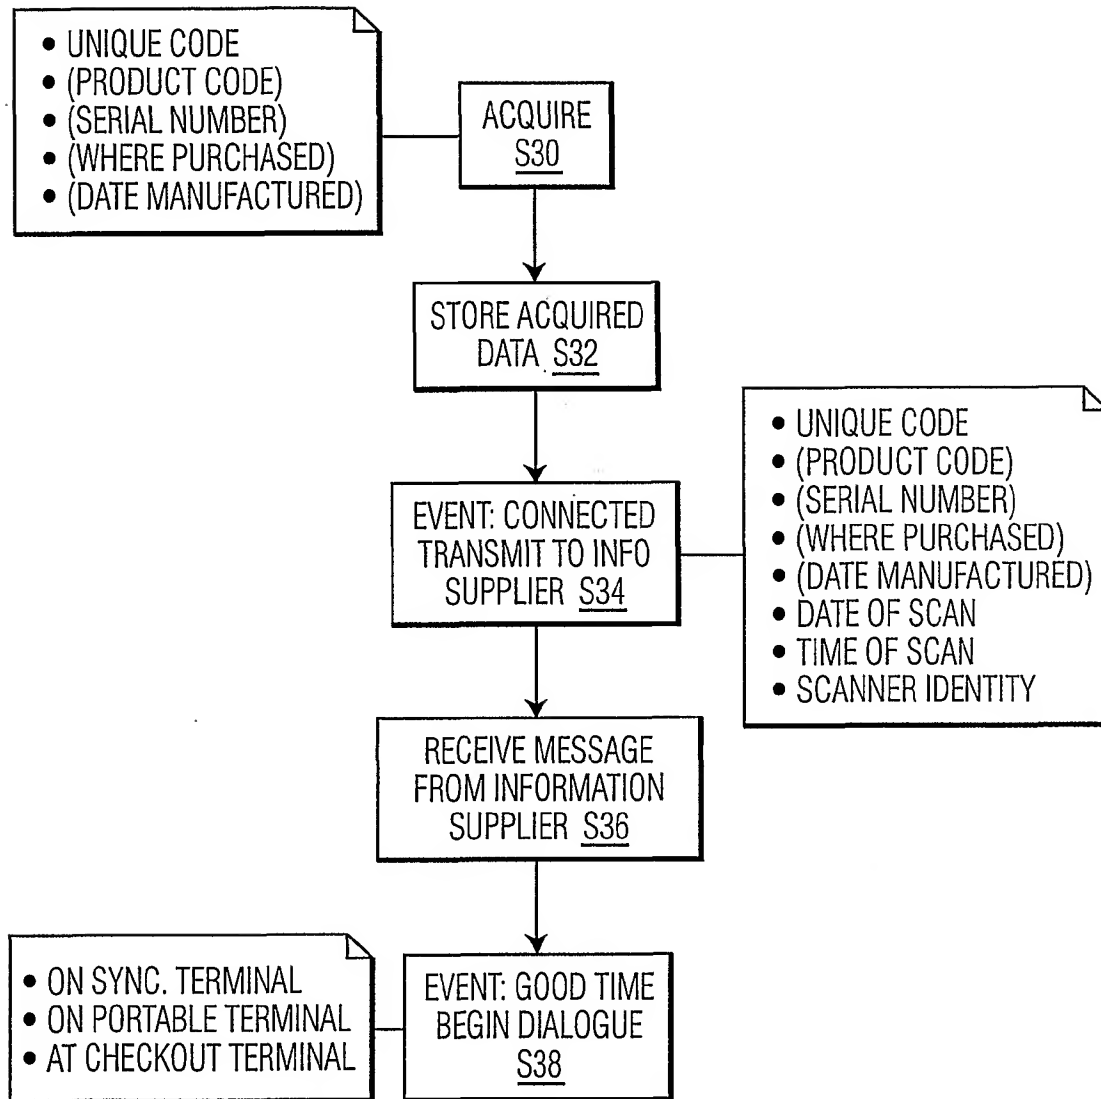 • UNIQUE CODE
• (PRODUCT CODE)
• (SERIAL NUMBER)
• (WHERE PURCHASED)
• (DATE MANUFACTURED)
ACQUIRE
S30
STORE ACQUIRED
DATA S32
EVENT: CONNECTED
TRANSMIT TO INFO
SUPPLIER S34
• UNIQUE CODE
• (PRODUCT CODE)
• (SERIAL NUMBER)
• (WHERE PURCHASED)
• (DATE MANUFACTURED)
• DATE OF SCAN
• TIME OF SCAN
• SCANNER IDENTITY
RECEIVE MESSAGE
FROM INFORMATION
SUPPLIER S36
• ON SYNC. TERMINAL
• ON PORTABLE TERMINAL
• AT CHECKOUT TERMINAL
EVENT: GOOD TIME
BEGIN DIALOGUE
S38